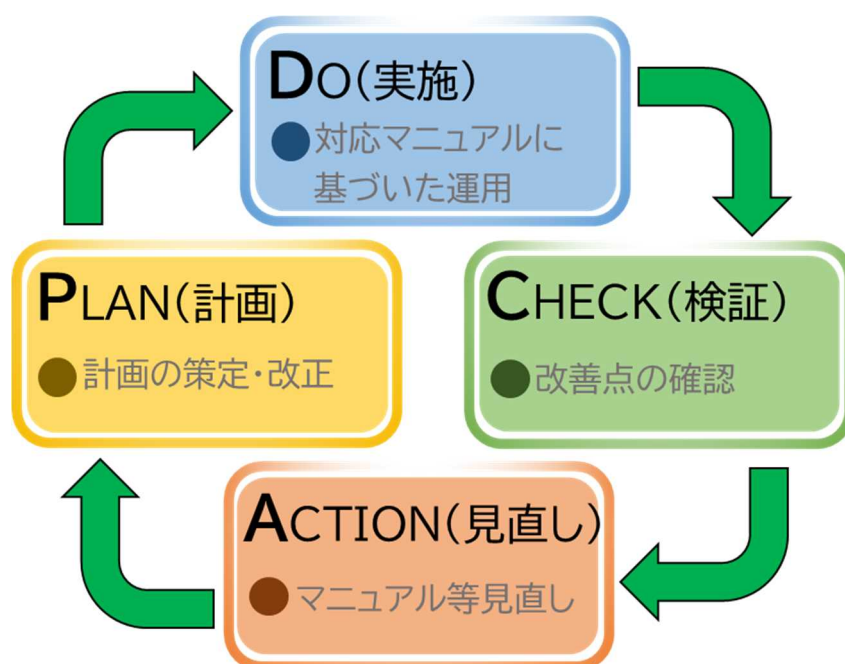 DO(実施)
●対応マニュアルに
基づいた運用
PLAN(計画)
●計画の策定・改正
CHECK(検証)
●改善点の確認
ACTION(見直し)
●マニュアル等見直し